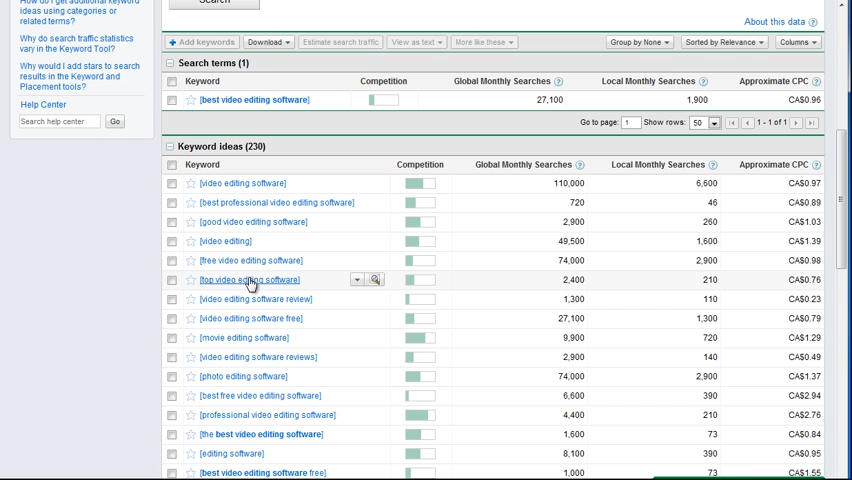 How do I get additional keyword
ideas using categories or
related terms?
Why do search traffic statistics
vary in the Keyword Tool?
Why would I add stars to search
results in the Keyword and
Placement tools?
Help Center
Search help center Go
Search
About this data
Add keywords Download Estimate search traffic View as text More like these Group by None Sorted by Relevance Columns
Search terms (1)
Keyword Competition Global Monthly Searches Local Monthly Searches Approximate CPC
[best video editing software] 27,100 1,900 CA$0.96
Go to page: 1 Show rows: 50 1 - 1 of 1
Keyword ideas (230)
Keyword Competition Global Monthly Searches Local Monthly Searches Approximate CPC
[video editing software] 110,000 6,600 CA$0.97
[best professional video editing software] 720 46 CA$0.89
[good video editing software] 2,900 260 CA$1.03
[video editing] 49,500 1,600 CA$1.39
[free video editing software] 74,000 2,900 CA$0.98
[top video editing software] 2,400 210 CA$0.76
[video editing software review] 1,300 110 CA$0.23
[video editing software free] 27,100 1,300 CA$0.79
[movie editing software] 9,900 720 CA$1.29
[video editing software reviews] 2,900 140 CA$0.49
[photo editing software] 74,000 2,900 CA$1.37
[best free video editing software] 6,600 390 CA$2.94
[professional video editing software] 4,400 210 CA$2.76
[the best video editing software] 1,600 73 CA$0.84
[editing software] 8,100 390 CA$0.95
[best video editing software free] 1,000 73 CA$1.55